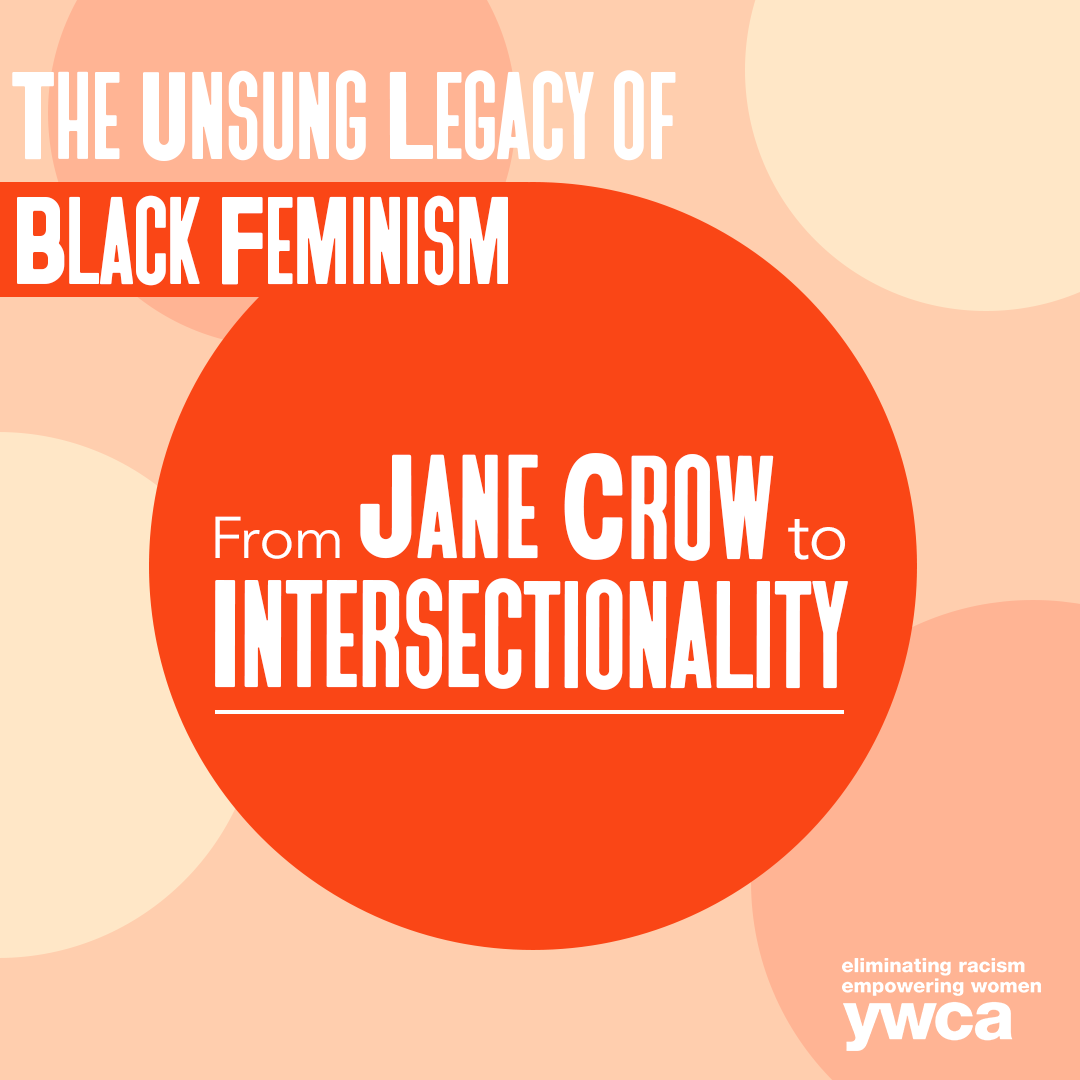 THE UNSUNG LEGACY OF
BLACK FEMINISM
From JANE CROW to
INTERSECTIONALITY
eliminating racism
empowering women
ywca